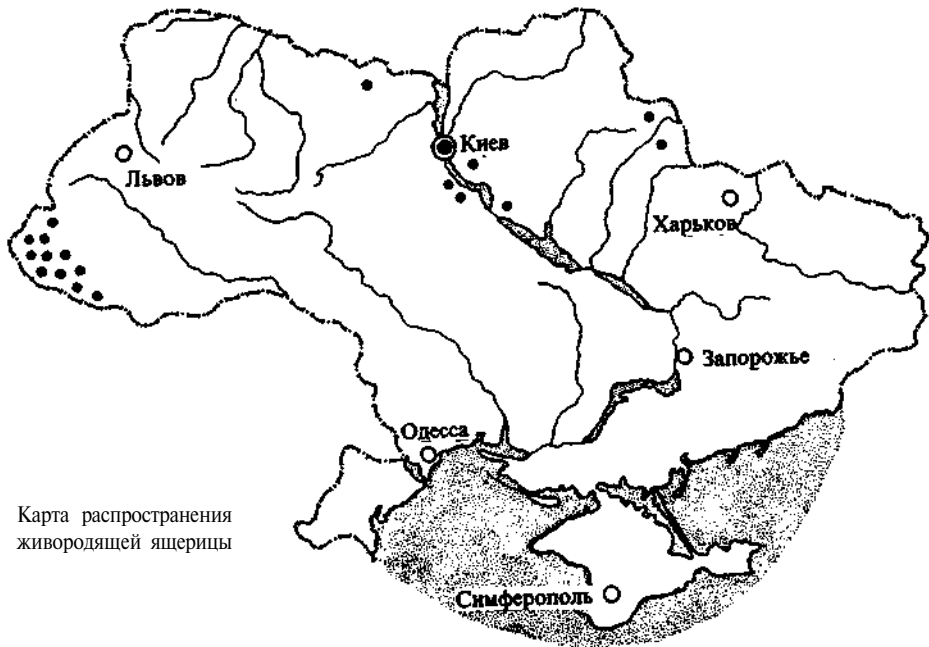 Киев
Львов
Харьков
Запорожье
Одесса
Карта распространения
живородящей ящерицы
Симферополь